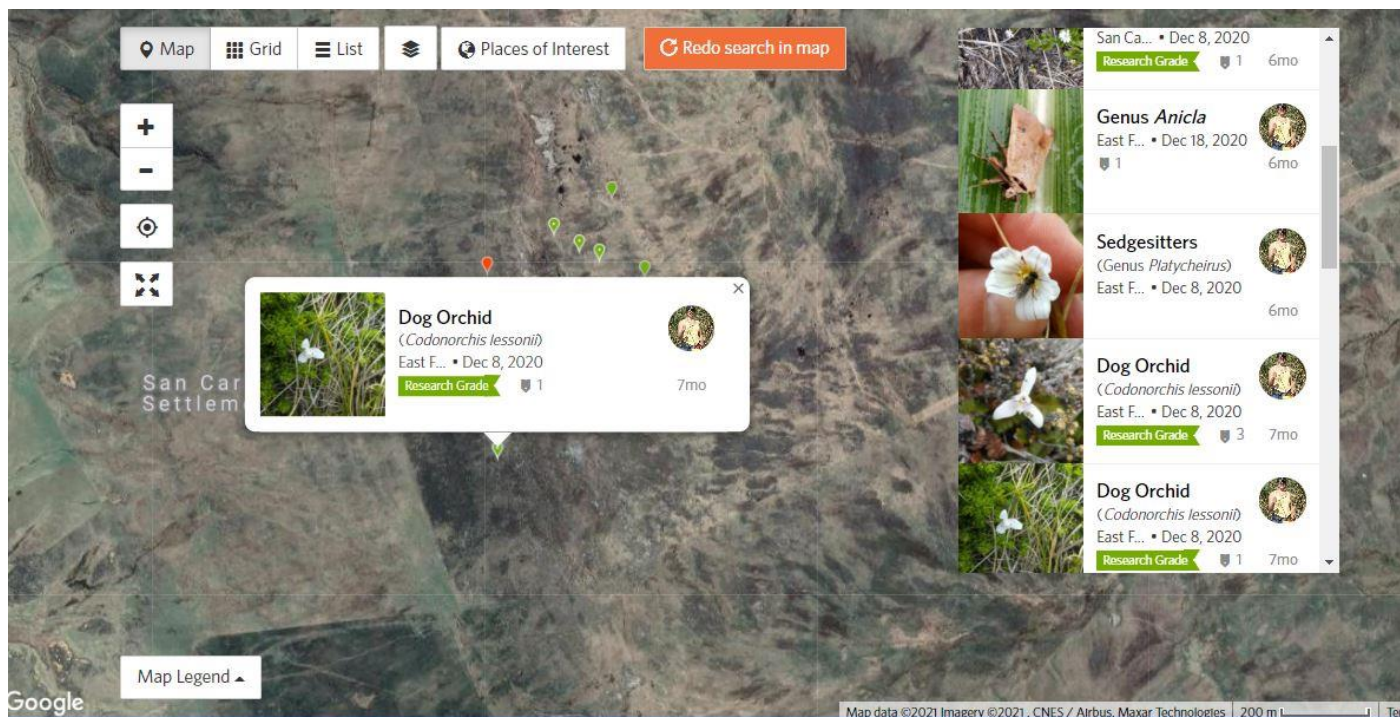 Map
Grid
List
Places of Interest
Redo search in map
+
−
San Car
Settlem
Dog Orchid
(Codonorchis lessonii)
East F... • Dec 8, 2020
Research Grade 1 7mo
San Ca... • Dec 8, 2020
Research Grade 1 6mo
Genus Anicla
East F... • Dec 18, 2020
1 6mo
Sedgesitters
(Genus Platycheirus)
East F... • Dec 8, 2020
6mo
Dog Orchid
(Codonorchis lessonii)
East F... • Dec 8, 2020
Research Grade 3 7mo
Dog Orchid
(Codonorchis lessonii)
East F... • Dec 8, 2020
Research Grade 1 7mo
Map Legend
Google
Map data ©2021 Imagery ©2021 , CNES / Airbus, Maxar Technologies 200 m Te